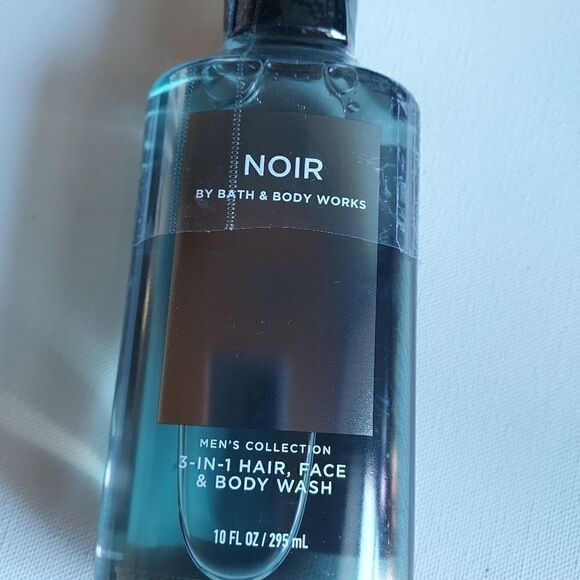 NOIR
BY BATH & BODY WORKS
MEN'S COLLECTION
3-IN-1 HAIR, FACE
& BODY WASH
10 FL OZ / 295 mL